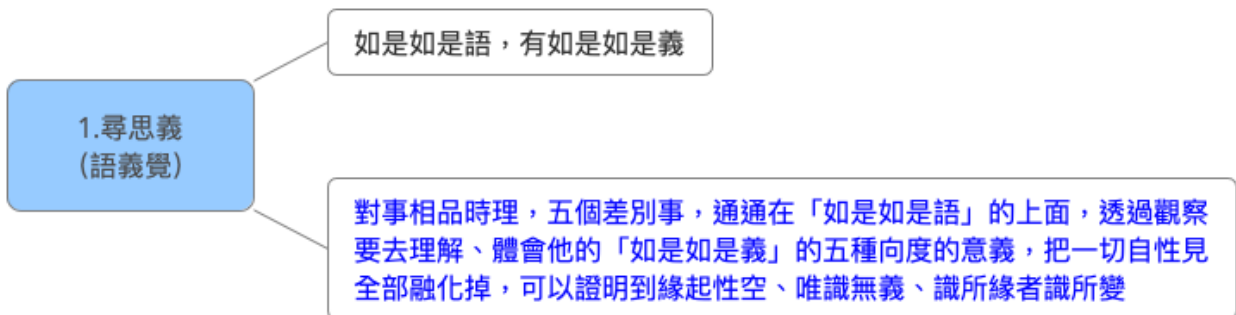 1.尋思義
(語義覺)
如是如是語，有如是如是義
對事相品時理，五個差別事，通通在「如是如是語」的上面，透過觀察
要去理解、體會他的「如是如是義」的五種向度的意義，把一切自性見
全部融化掉，可以證明到緣起性空、唯識無義、識所緣者識所變